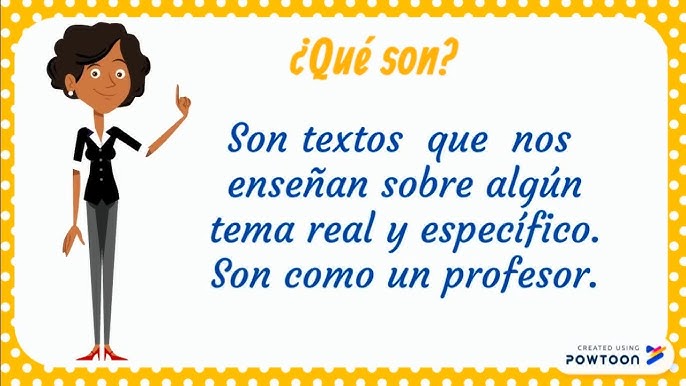 ¿Qué son?
Son textos que nos
enseñan sobre algún
tema real y específico.
Son como un profesor.
CREATED USING
POWTOON